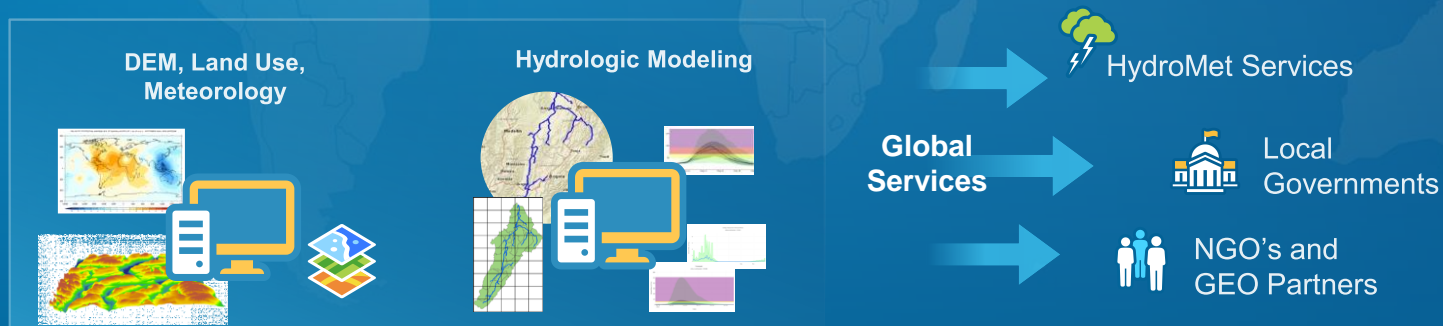 DEM, Land Use,
Meteorology
Hydrologic Modeling
Global
Services
HydroMet Services
Local
Governments
NGO’s and
GEO Partners